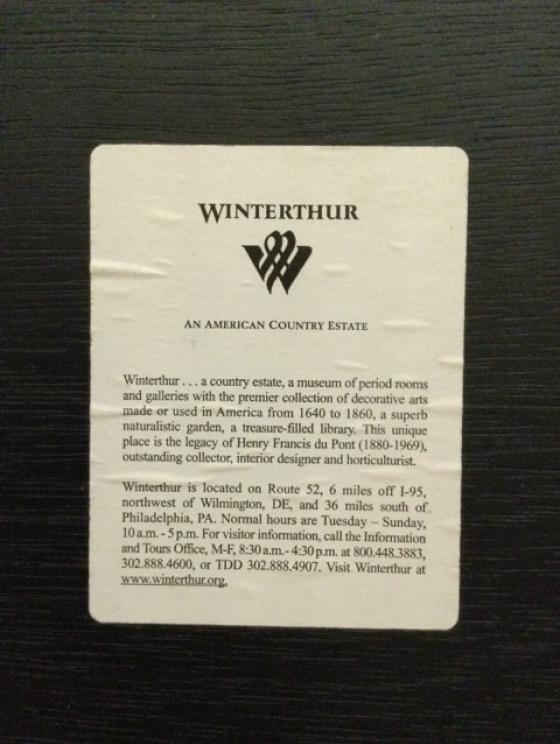 WINTERTHUR
AN AMERICAN COUNTRY ESTATE
Winterthur . . . a country estate, a museum of period rooms
and galleries with the premier collection of decorative arts
made or used in America from 1640 to 1860, a superb
naturalistic garden, a treasure-filled library. This unique
place is the legacy of Henry Francis du Pont (1880-1969),
outstanding collector, interior designer and horticulturist.
Winterthur is located on Route 52, 6 miles off I-95,
northwest of Wilmington, DE, and 36 miles south of
Philadelphia, PA. Normal hours are Tuesday – Sunday,
10 a.m. - 5 p.m. For visitor information, call the Information
and Tours Office, M-F, 8:30 a.m.- 4:30 p.m. at 800.448.3883,
302.888.4600, or TDD 302.888.4907. Visit Winterthur at
www.winterthur.org.